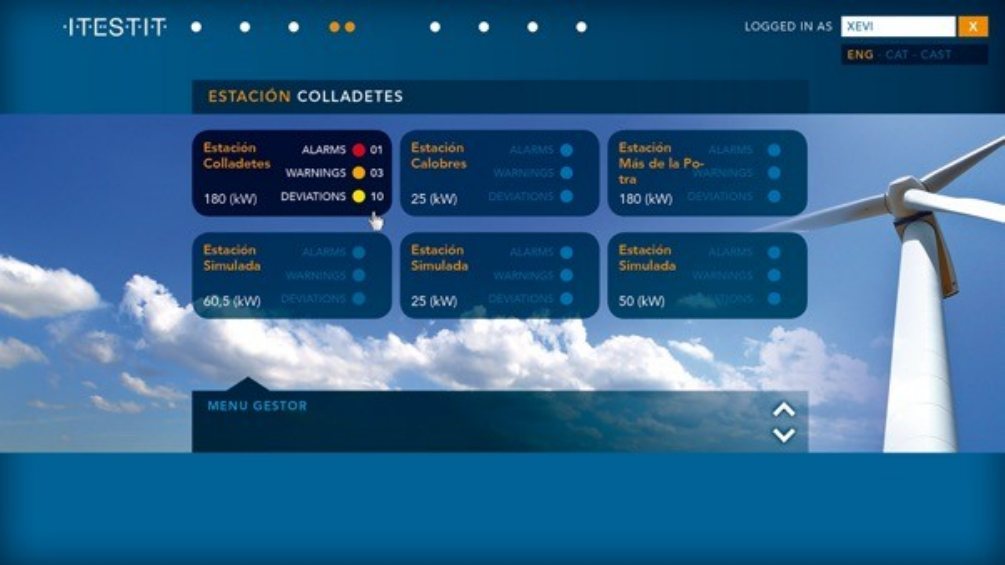 ·I·TEST·I·T·
LOGGED IN AS XEVI X
ENG - CAT - CAST
ESTACIÓN COLLADETES
Estación
Colladetes
ALARMS 01
WARNINGS 03
DEVIATIONS 10
180 (kW)
Estación
Calobres
ALARMS
WARNINGS
DEVIATIONS
25 (kW)
Estación
Más de la Po-
tra
ALARMS
WARNINGS
DEVIATIONS
180 (kW)
Estación
Simulada
ALARMS
WARNINGS
DEVIATIONS
60,5 (kW)
Estación
Simulada
ALARMS
WARNINGS
DEVIATIONS
25 (kW)
Estación
Simulada
ALARMS
WARNINGS
DEVIATIONS
50 (kW)
MENU GESTOR